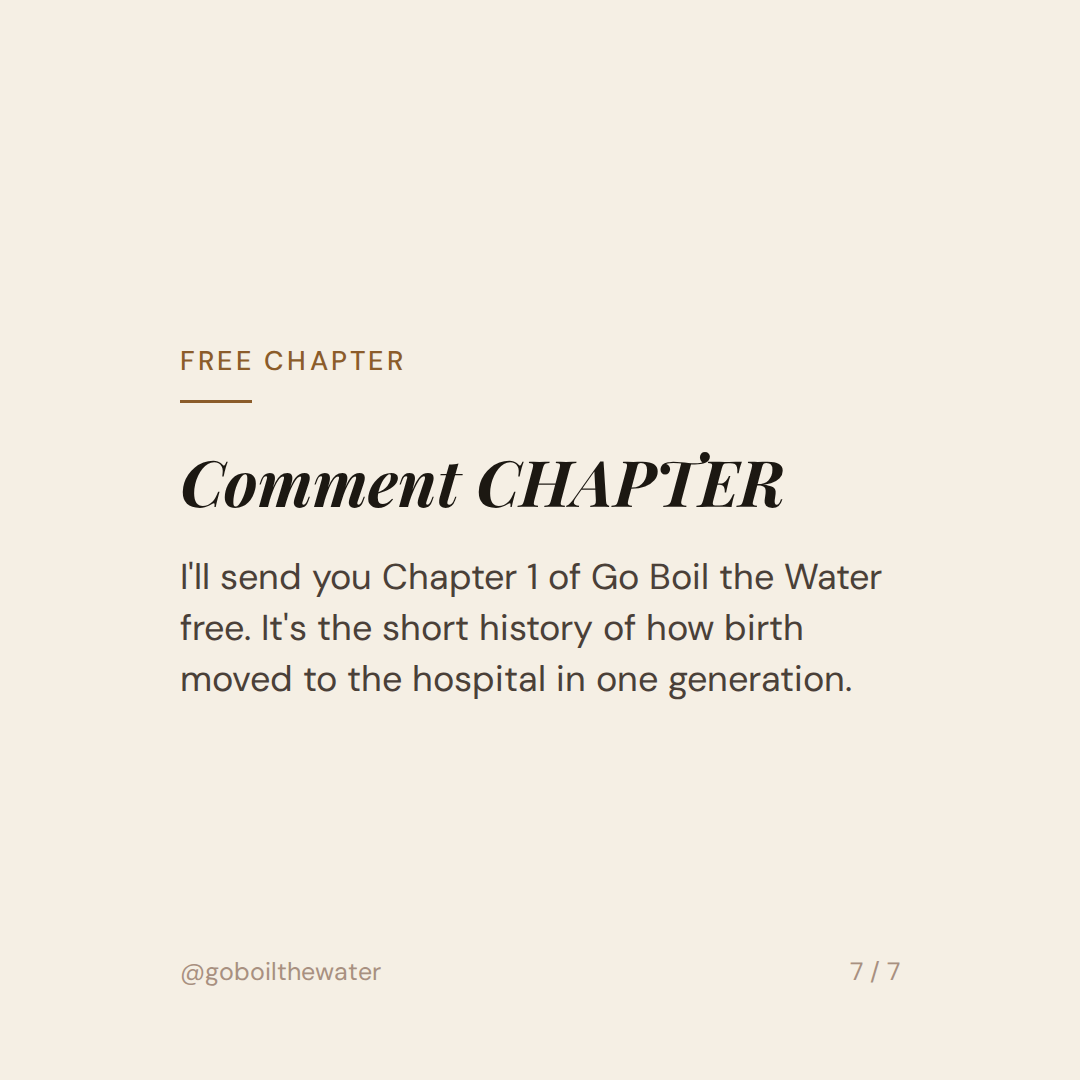 FREE CHAPTER
Comment CHAPTER
I'll send you Chapter 1 of Go Boil the Water
free. It's the short history of how birth
moved to the hospital in one generation.
@goboilthewater
7 / 7